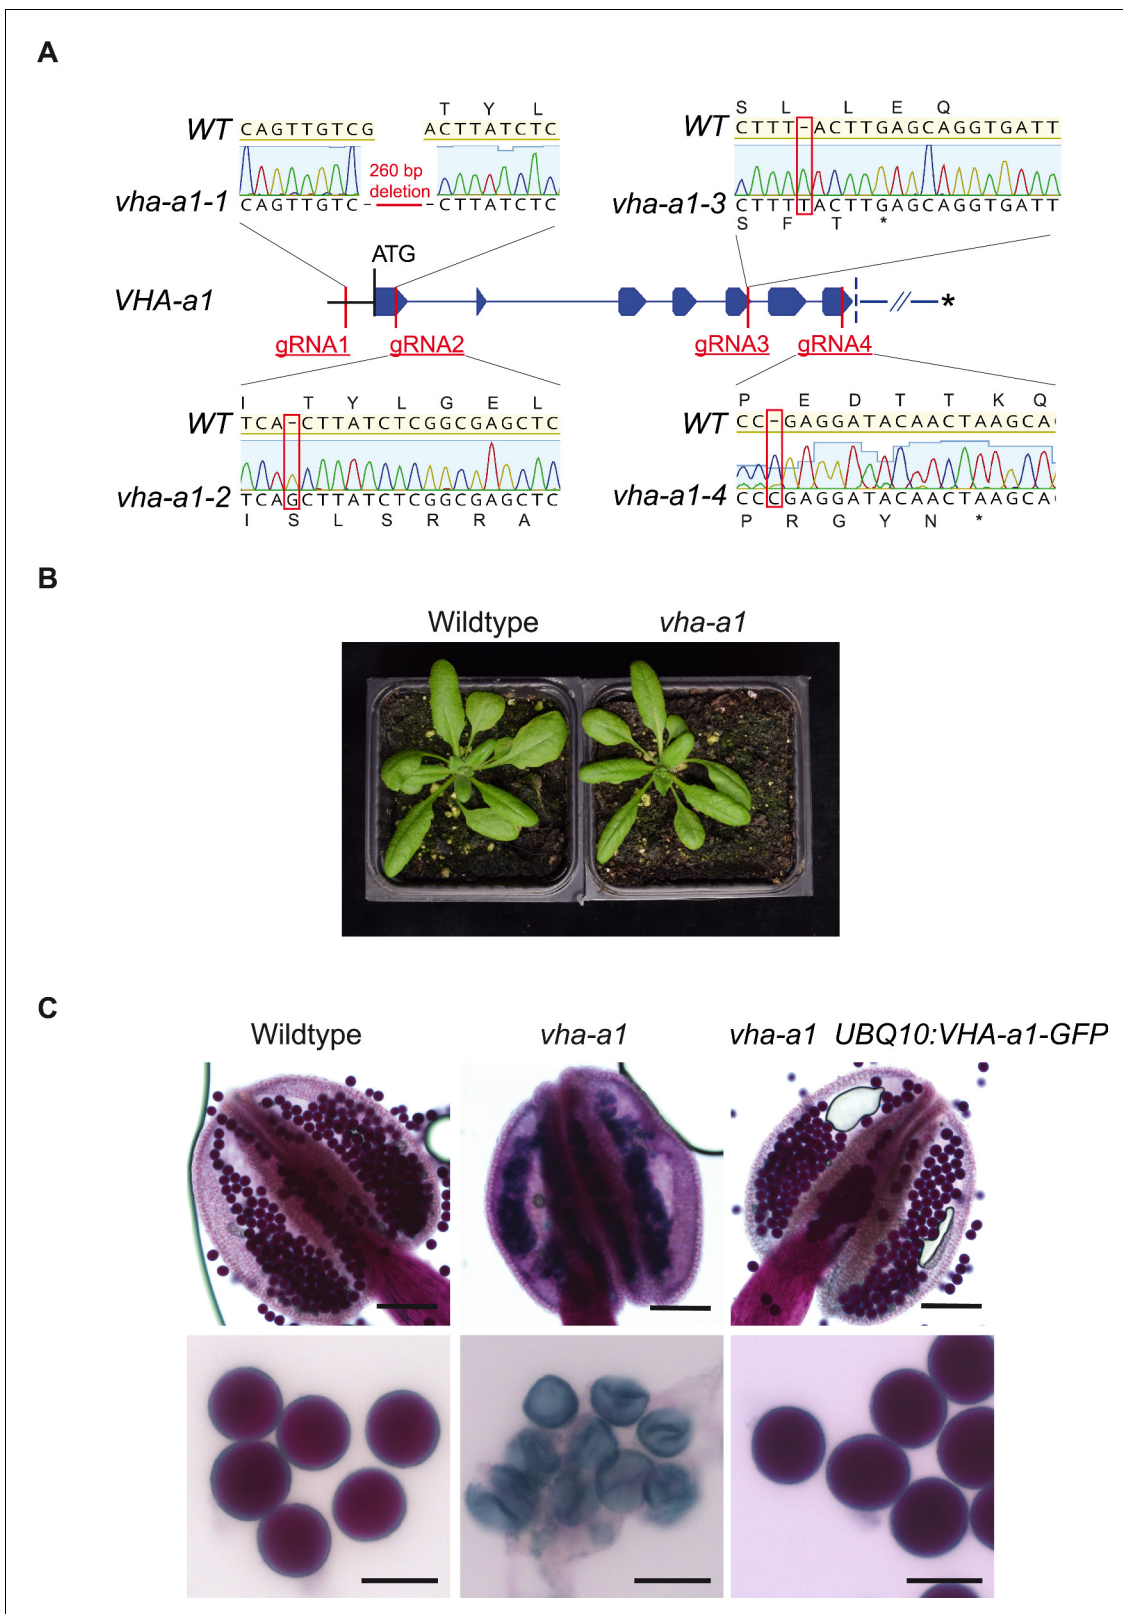 A
T Y L
WT CAGTTGTCG ACTTATCTC
260 bp
deletion
vha-a1-1 CAGTTGTC- -CTTATCTC
S L L E Q
WT CTTT-ACTTGAGCAGGTGATT
vha-a1-3 CTTTTACTTGAGCAGGTGATT
S F T *
ATG
VHA-a1 // *
gRNA1 gRNA2 gRNA3 gRNA4
I T Y L G E L
WT TCA-CTTATCTCGGCGAGCTC
vha-a1-2 TCAGCTTATCTCGGCGAGCTC
I S L S R R A
P E D T T K Q
WT CC-GAGGATACAACTAAGCA
vha-a1-4 CCCGAGGATACAACTAAGCA
P R G Y N *
B
Wildtype vha-a1
C
Wildtype vha-a1 vha-a1 UBQ10:VHA-a1-GFP